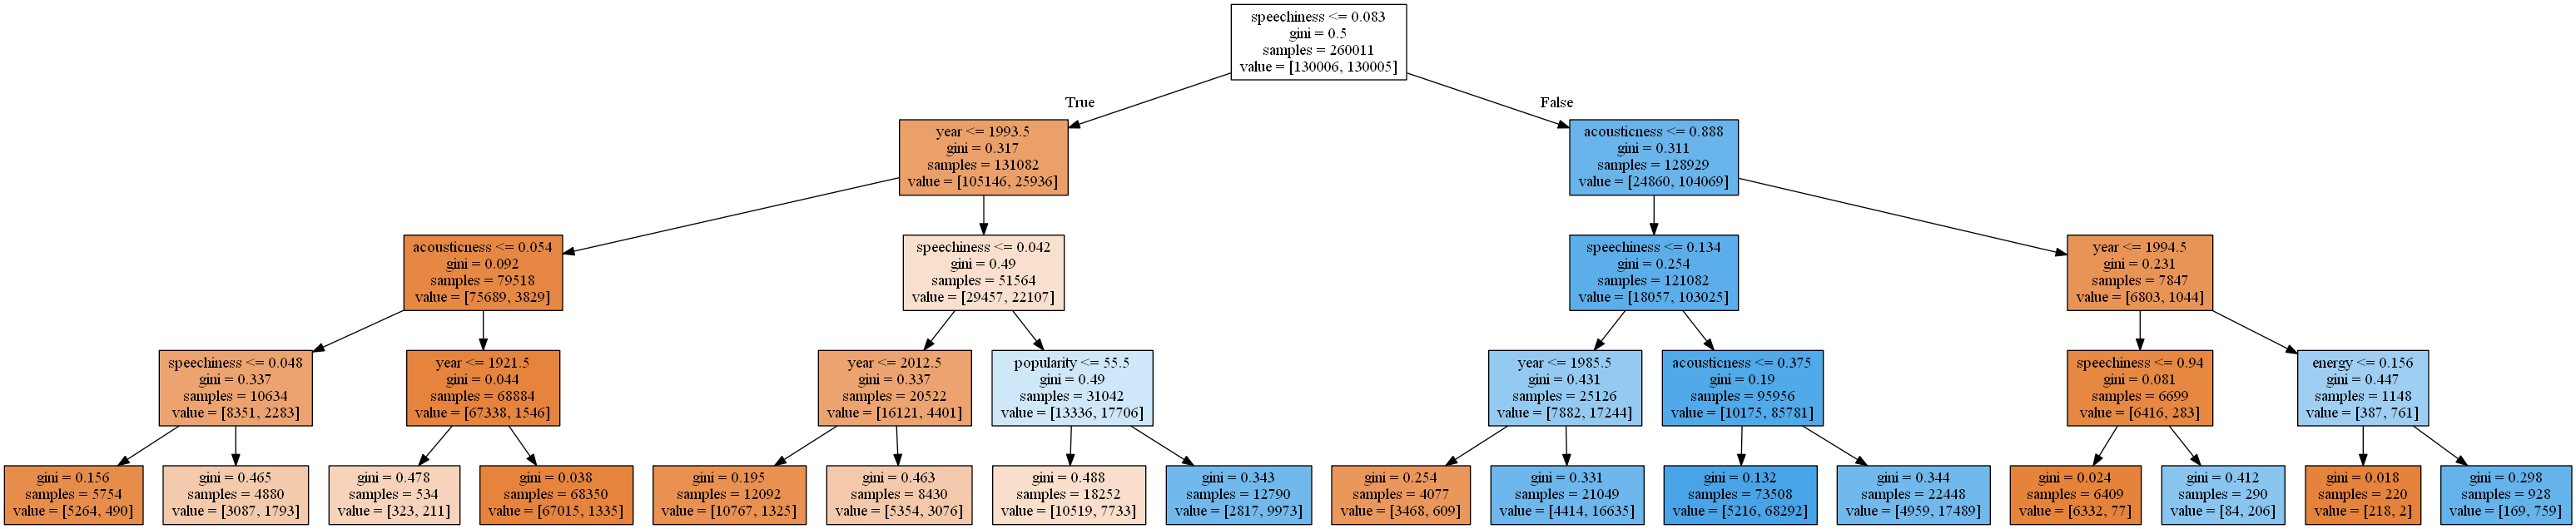 speechiness <= 0.083
gini = 0.5
samples = 260011
value = [130006, 130005]
True
False
year <= 1993.5
gini = 0.317
samples = 131082
value = [105146, 25936]
acousticness <= 0.888
gini = 0.311
samples = 128929
value = [24860, 104069]
acousticness <= 0.054
gini = 0.092
samples = 79518
value = [75689, 3829]
speechiness <= 0.042
gini = 0.49
samples = 51564
value = [29457, 22107]
speechiness <= 0.134
gini = 0.254
samples = 121082
value = [18057, 103025]
year <= 1994.5
gini = 0.231
samples = 7847
value = [6803, 1044]
speechiness <= 0.048
gini = 0.337
samples = 10634
value = [8351, 2283]
year <= 1921.5
gini = 0.044
samples = 68884
value = [67338, 1546]
year <= 2012.5
gini = 0.337
samples = 20522
value = [16121, 4401]
popularity <= 55.5
gini = 0.49
samples = 31042
value = [13336, 17706]
year <= 1985.5
gini = 0.431
samples = 25126
value = [7882, 17244]
acousticness <= 0.375
gini = 0.19
samples = 95956
value = [10175, 85781]
speechiness <= 0.94
gini = 0.081
samples = 6699
value = [6416, 283]
energy <= 0.156
gini = 0.447
samples = 1148
value = [387, 761]
gini = 0.156
samples = 5754
value = [5264, 490]
gini = 0.465
samples = 4880
value = [3087, 1793]
gini = 0.478
samples = 534
value = [323, 211]
gini = 0.038
samples = 68350
value = [67015, 1335]
gini = 0.195
samples = 12092
value = [10767, 1325]
gini = 0.463
samples = 8430
value = [5354, 3076]
gini = 0.488
samples = 18252
value = [10519, 7733]
gini = 0.343
samples = 12790
value = [2817, 9973]
gini = 0.254
samples = 4077
value = [3468, 609]
gini = 0.331
samples = 21049
value = [4414, 16635]
gini = 0.132
samples = 73508
value = [5216, 68292]
gini = 0.344
samples = 22448
value = [4959, 17489]
gini = 0.024
samples = 6409
value = [6332, 77]
gini = 0.412
samples = 290
value = [84, 206]
gini = 0.018
samples = 220
value = [218, 2]
gini = 0.298
samples = 928
value = [169, 759]